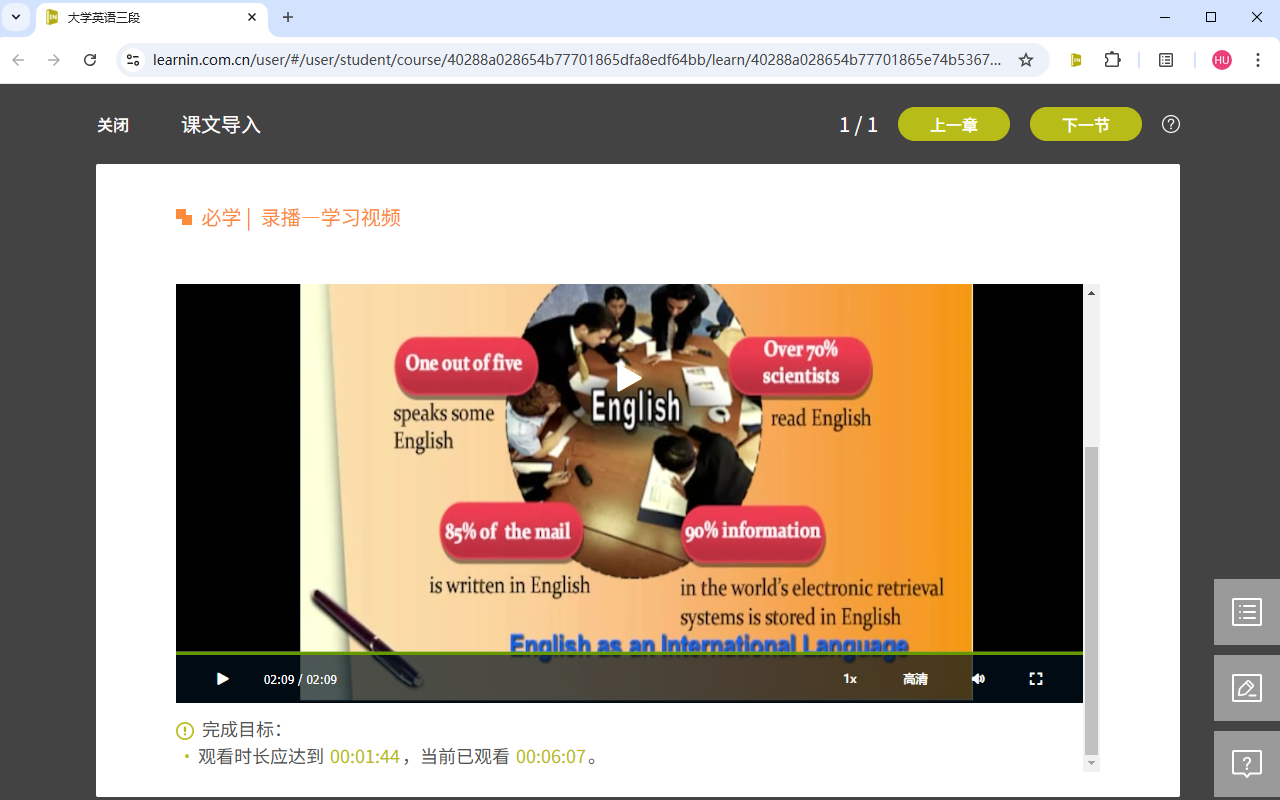 大学英语三段
learnin.com.cn/user/#/user/student/course/40288a028654b77701865dfa8edf64bb/learn/40288a028654b77701865e74b5367...
HU
关闭
课文导入
1 / 1
上一章
下一节
必学 | 录播—学习视频
One out of five
speaks some
English
Over 70%
scientists
read English
English
85% of the mail
is written in English
90% information
in the world's electronic retrieval
systems is stored in English
English as an International Language
02:09 / 02:09
1x
高清
完成目标：
·观看时长应达到 00:01:44，当前已观看 00:06:07。